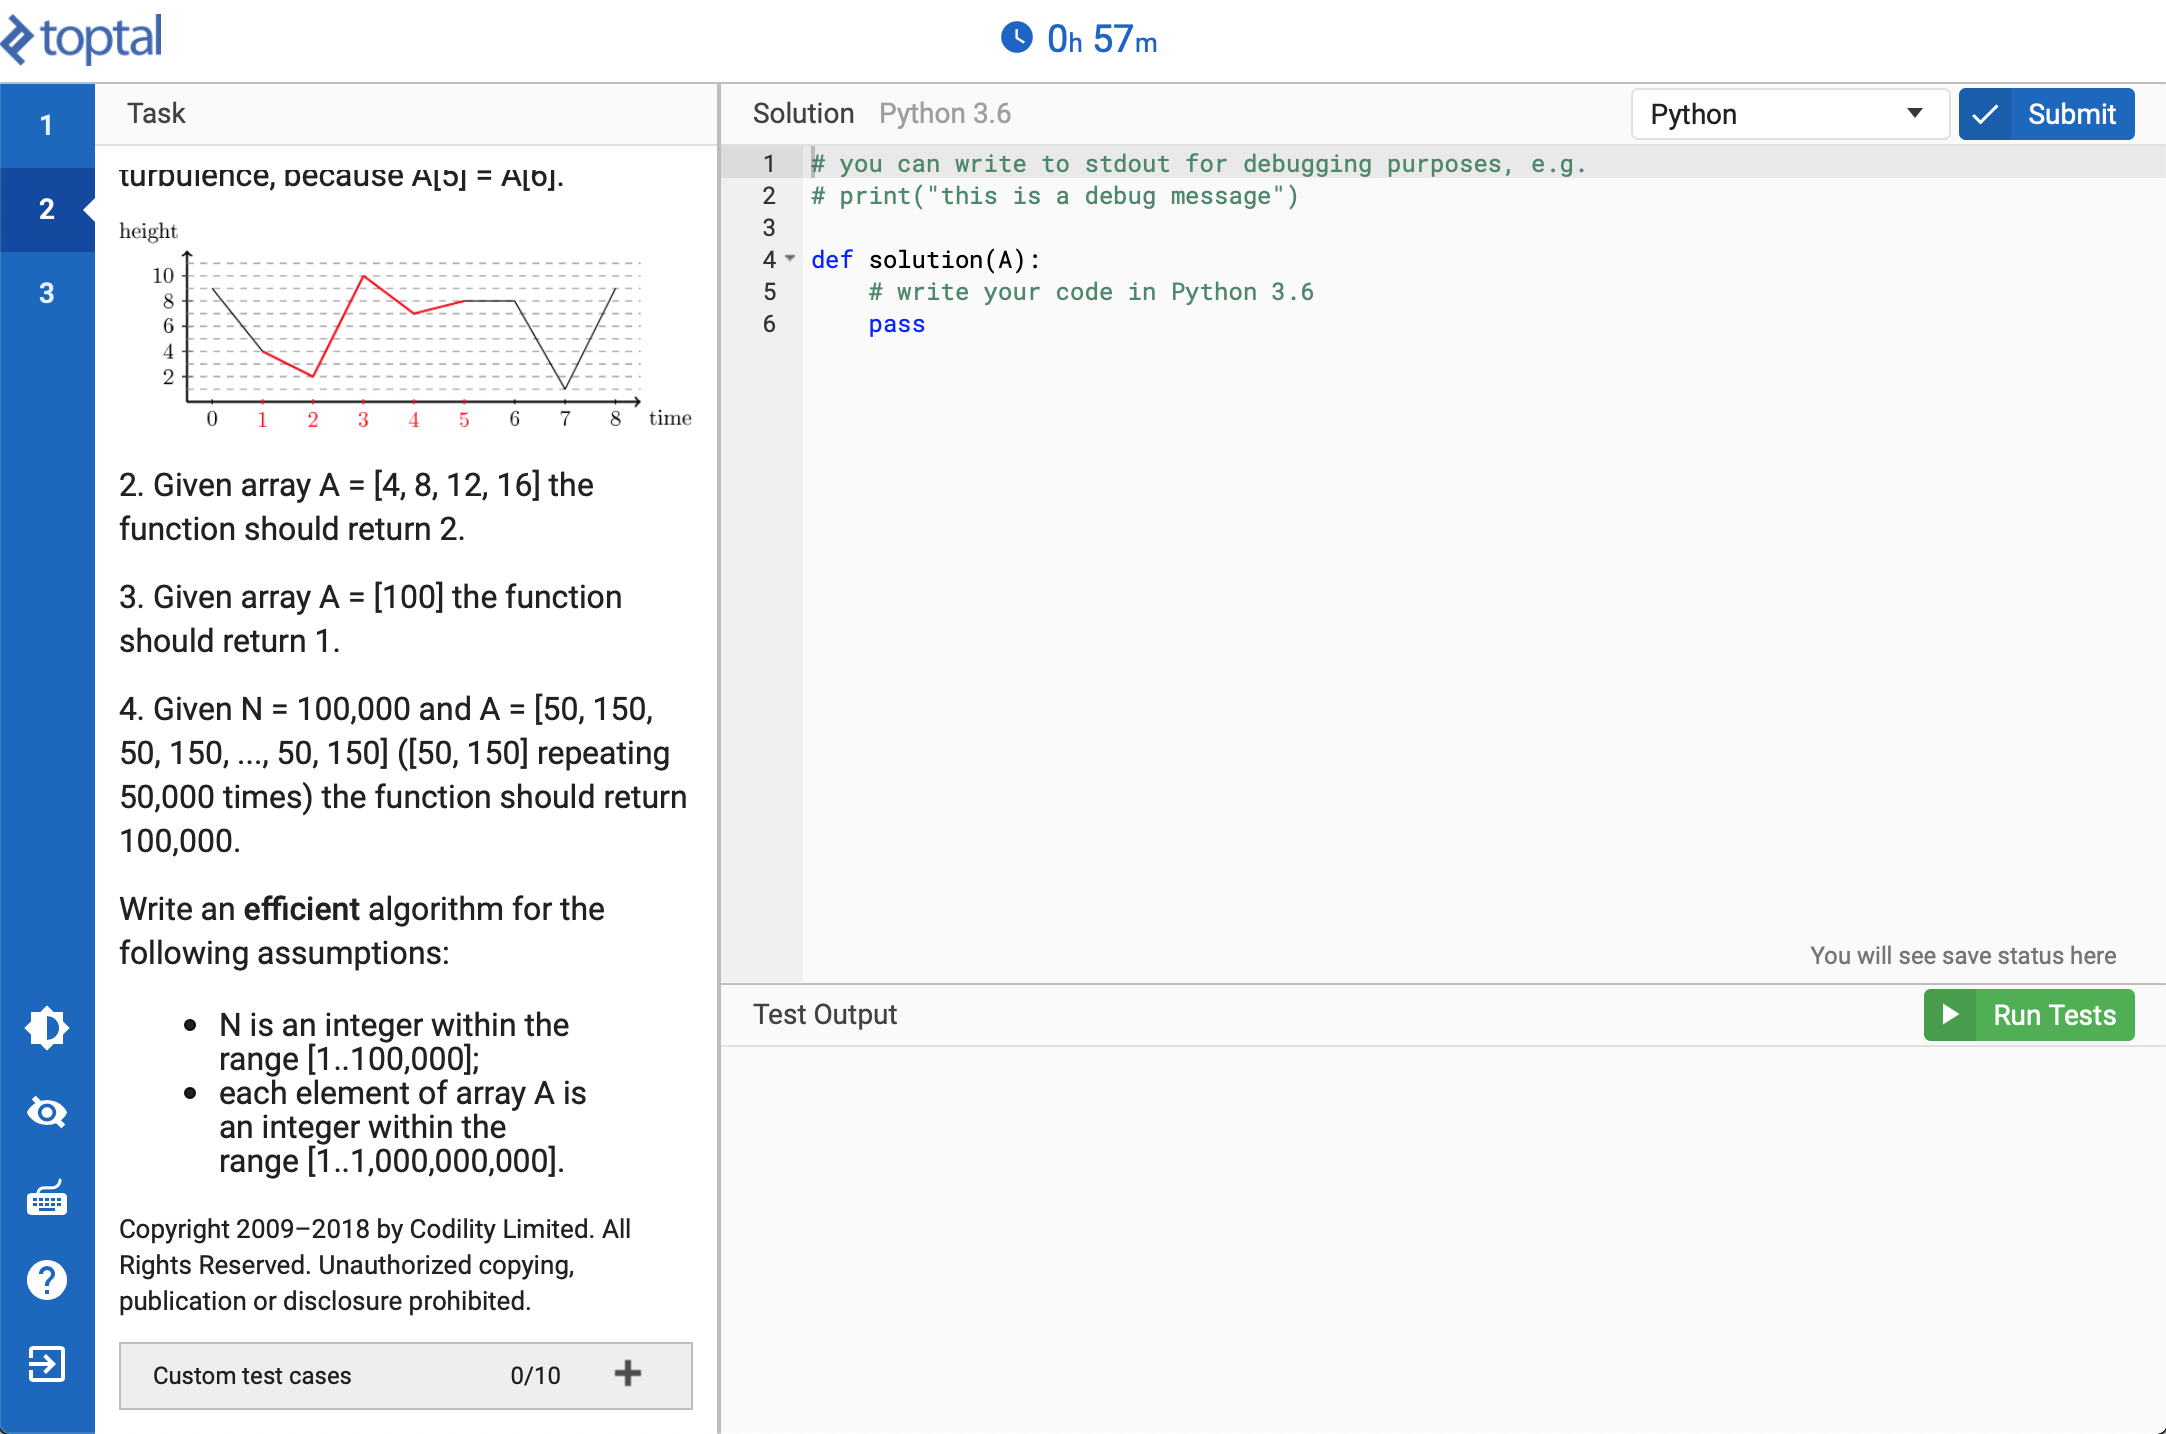 toptal
0h 57m
1
2
3
Task
turbulence, because A[5] = A[6].
height
10
8
6
4
2
0 1 2 3 4 5 6 7 8 time
2. Given array A = [4, 8, 12, 16] the
function should return 2.
3. Given array A = [100] the function
should return 1.
4. Given N = 100,000 and A = [50, 150,
50, 150, ..., 50, 150] ([50, 150] repeating
50,000 times) the function should return
100,000.
Write an efficient algorithm for the
following assumptions:
N is an integer within the
range [1..100,000];
each element of array A is
an integer within the
range [1..1,000,000,000].
Copyright 2009–2018 by Codility Limited. All
Rights Reserved. Unauthorized copying,
publication or disclosure prohibited.
Custom test cases 0/10 +
Solution Python 3.6
Python
Submit
1 # you can write to stdout for debugging purposes, e.g.
2 # print("this is a debug message")
3
4 def solution(A):
5 # write your code in Python 3.6
6 pass
You will see save status here
Test Output
Run Tests